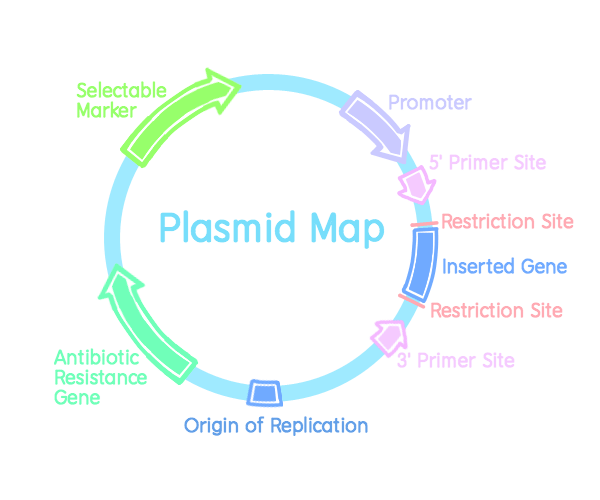 Selectable
Marker
Promoter
5' Primer Site
Restriction Site
Plasmid Map
Inserted Gene
Restriction Site
3' Primer Site
Antibiotic
Resistance
Gene
Origin of Replication